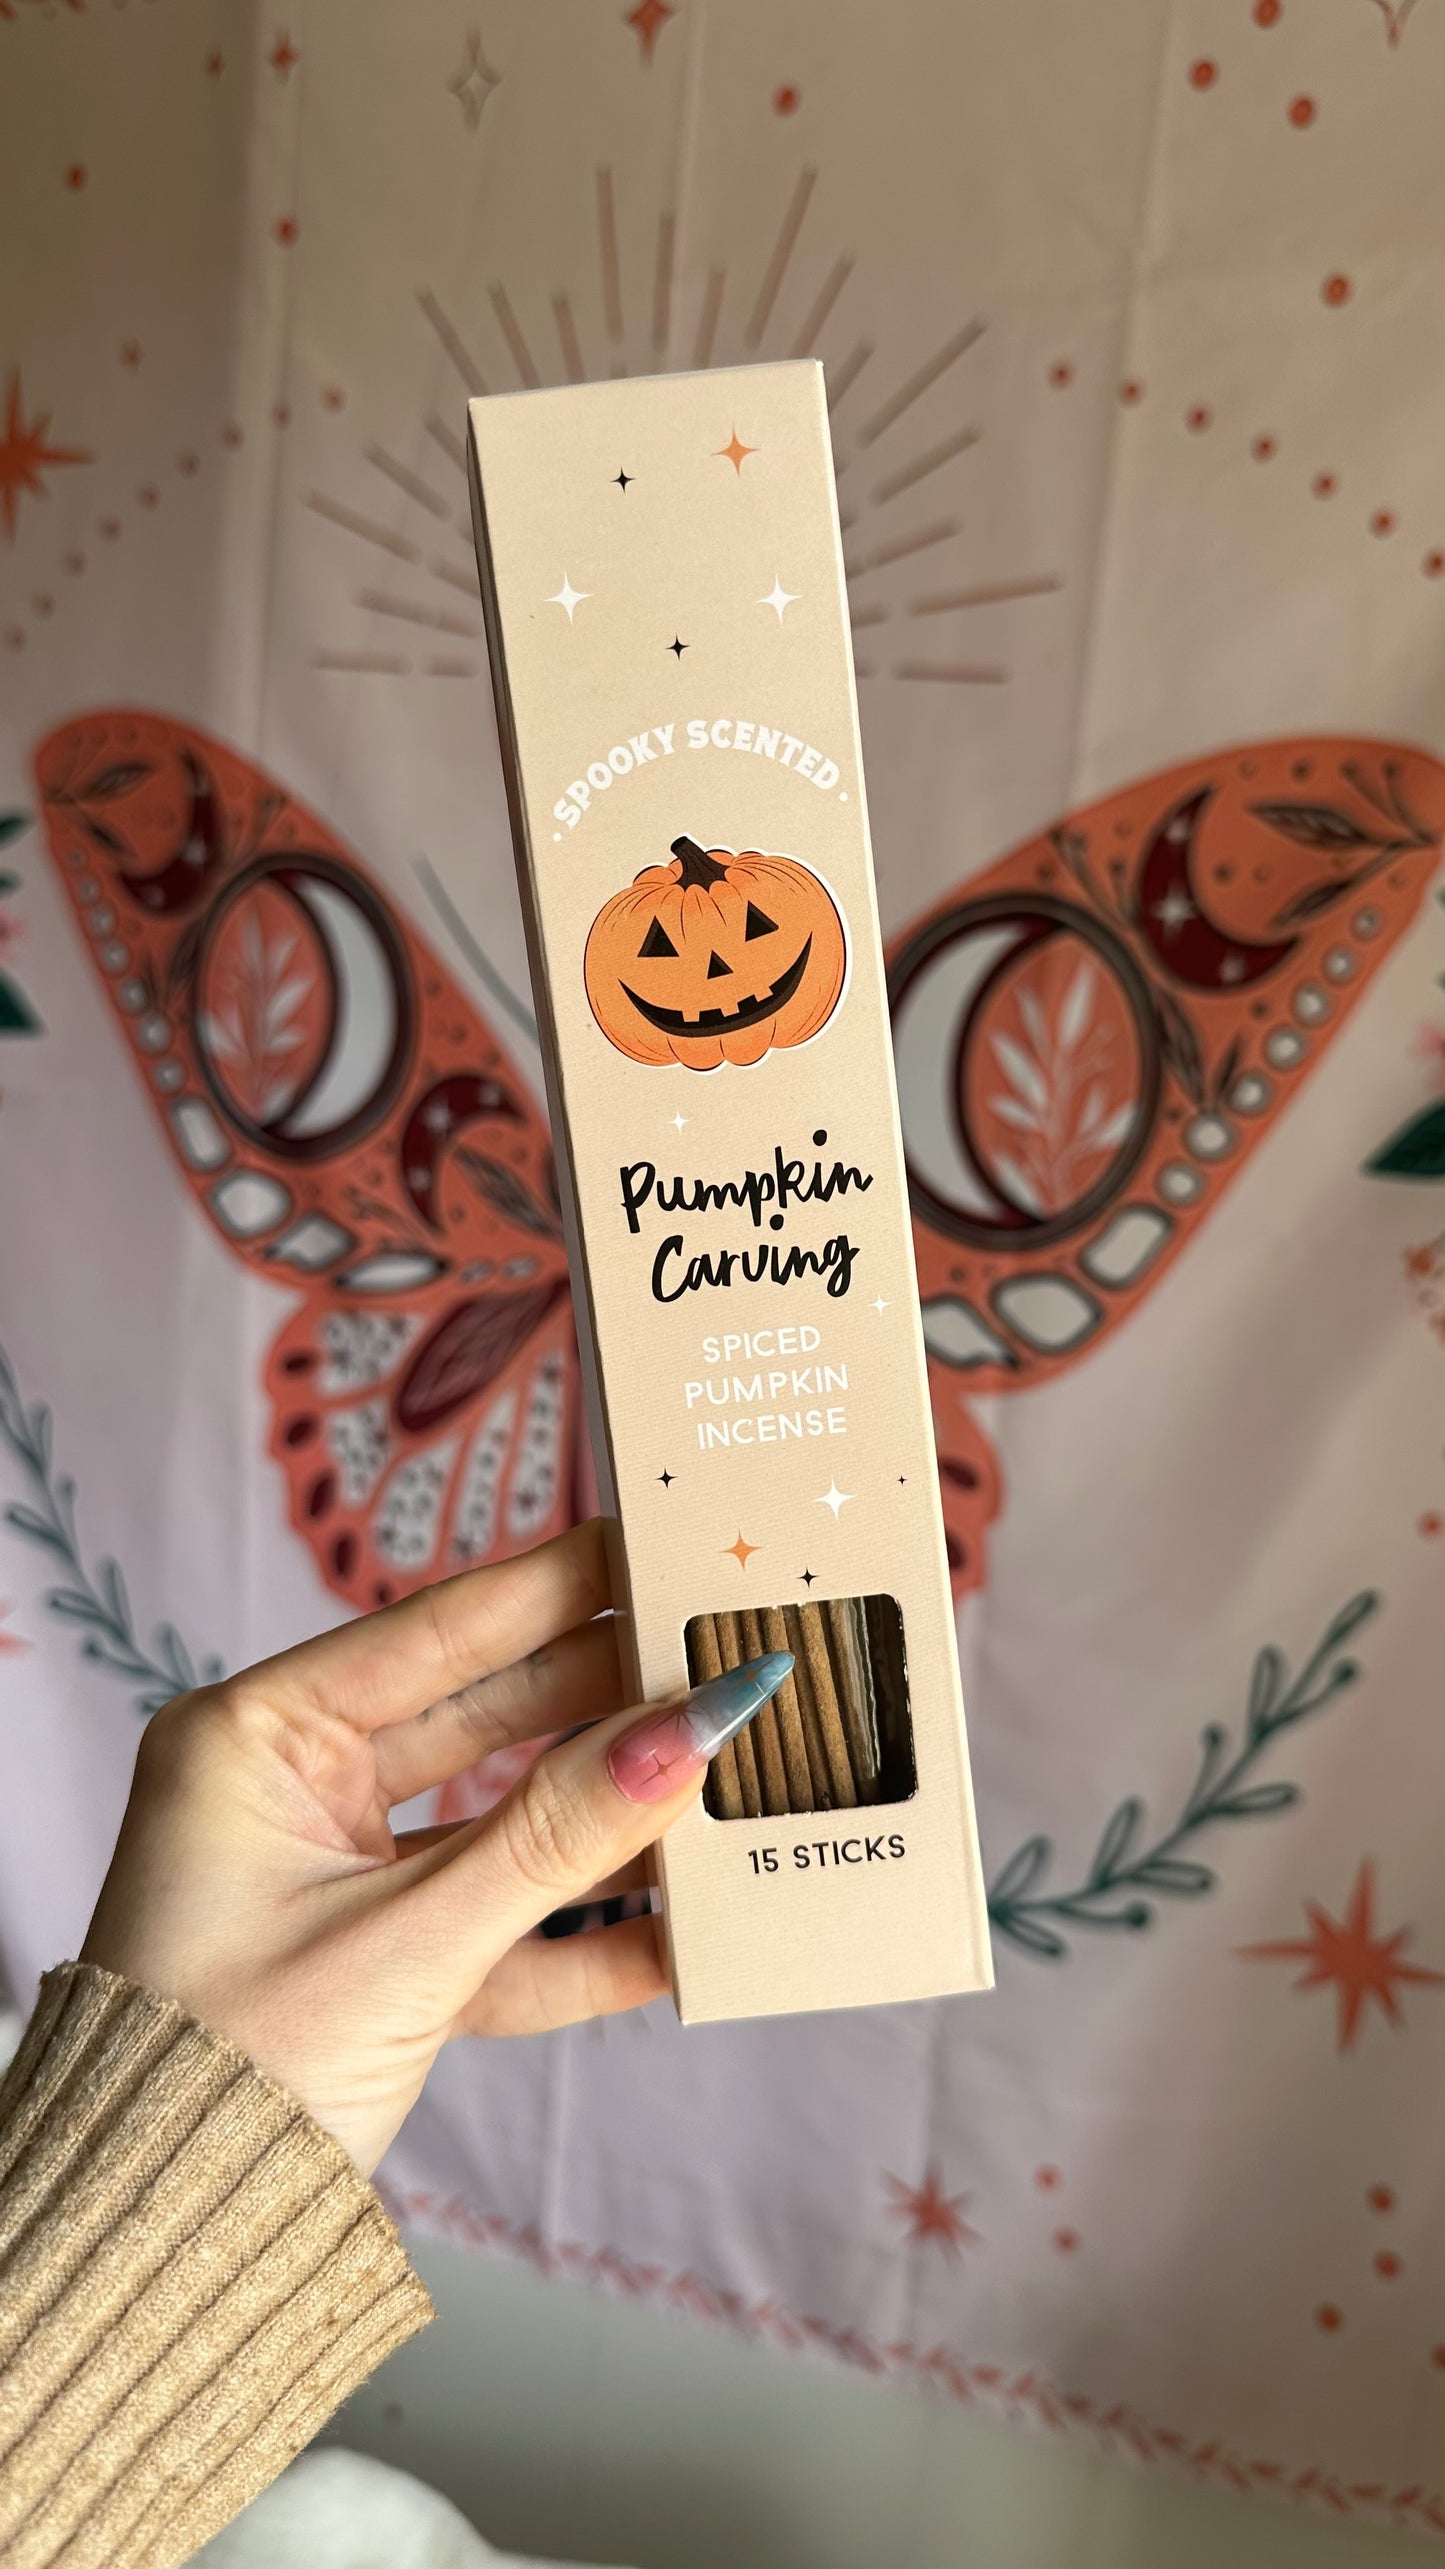 · SPOOKY SCENTED ·
Pumpkin
Carving
SPICED
PUMPKIN
INCENSE
15 STICKS